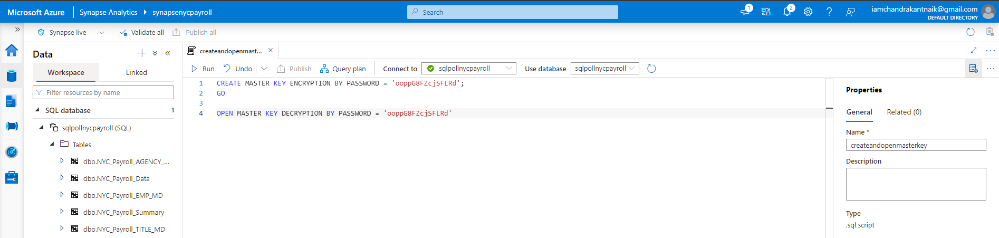 Microsoft Azure Synapse Analytics synapsenycpayroll Search 1 2 iamchandrakantnaik@gmail.com
DEFAULT DIRECTORY
Synapse live Validate all Publish all
Data
Workspace Linked
Filter resources by name
SQL database 1
sqlpollnycpayroll (SQL)
Tables
dbo.NYC_Payroll_AGENCY_...
dbo.NYC_Payroll_Data
dbo.NYC_Payroll_EMP_MD
dbo.NYC_Payroll_Summary
dbo.NYC_Payroll_TITLE_MD
createandopenmast...
Run Undo Publish Query plan Connect to sqlpollnycpayroll Use database sqlpollnycpayroll
1 CREATE MASTER KEY ENCRYPTION BY PASSWORD = 'ooppG8FZcjSFLRd';
2 GO
3
4 OPEN MASTER KEY DECRYPTION BY PASSWORD = 'ooppG8FZcjSFLRd'
Properties
General Related (0)
Name *
createandopenmasterkey
Description
Type
.sql script